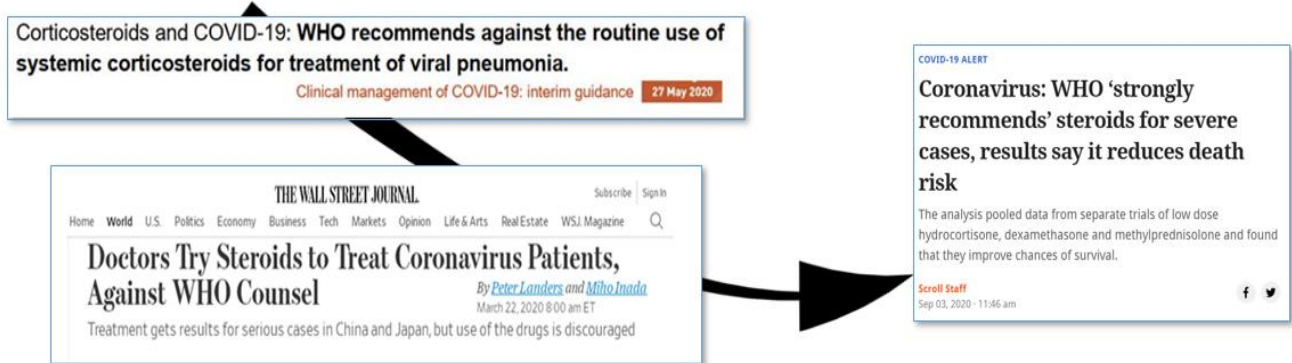 Corticosteroids and COVID-19: WHO recommends against the routine use of
systemic corticosteroids for treatment of viral pneumonia.
Clinical management of COVID-19: interim guidance 27 May 2020
THE WALL STREET JOURNAL.
Subscribe Sign In
Home World U.S. Politics Economy Business Tech Markets Opinion Life & Arts Real Estate WSJ. Magazine
Doctors Try Steroids to Treat Coronavirus Patients,
Against WHO Counsel
By Peter Landers and Miho Inada
March 22, 2020 8:00 am ET
Treatment gets results for serious cases in China and Japan, but use of the drugs is discouraged
COVID-19 ALERT
Coronavirus: WHO ‘strongly
recommends’ steroids for severe
cases, results say it reduces death
risk
The analysis pooled data from separate trials of low dose
hydrocortisone, dexamethasone and methylprednisolone and found
that they improve chances of survival.
Scroll Staff
Sep 03, 2020 · 11:46 am